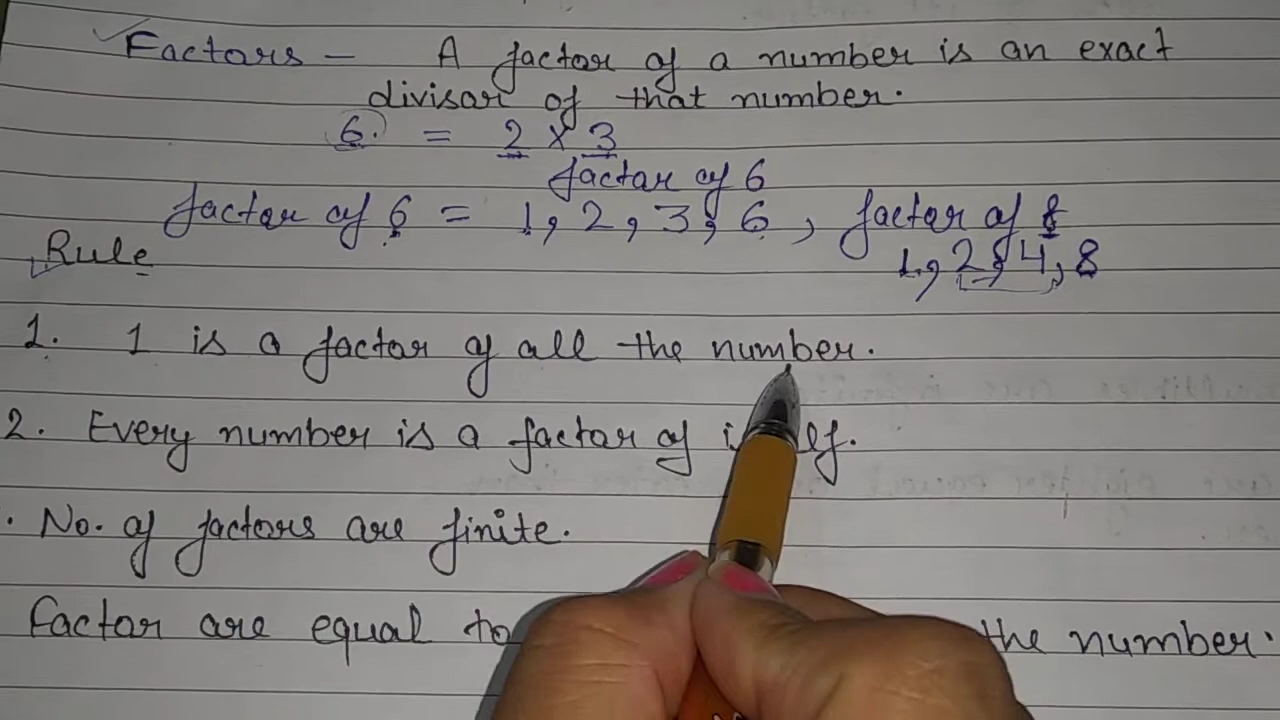 Factors - A factor of a number is an exact
divisor of that number.
6. = 2 x 3
factor of 6
factor of 6 = 1, 2, 3, 6, factor of 8
1, 2, 4, 8
Rule
1. 1 is a factor of all the number.
2. Every number is a factor of
. No. of factors are finite.
Factor are equal to the number.